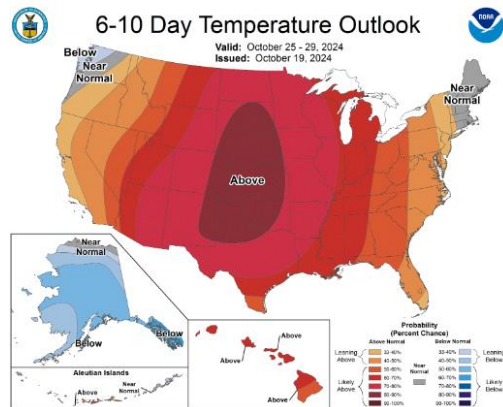 6-10 Day Temperature Outlook
Valid: October 25 - 29, 2024
Issued: October 19, 2024
NOAA
Below
Near
Normal
Near
Normal
Above
Near
Normal
Below
Below
Aleutian Islands
Above
Near
Normal
Above
Above
Above
Probability
(Percent Chance)
Above Normal
Below Normal
Leaning
Above
33-40%
40-50%
50-60%
Likely
Above
60-70%
70-80%
80-90%
90-100%
Near
Normal
33-40%
40-50%
50-60%
Leaning
Below
60-70%
70-80%
80-90%
90-100%
Likely
Below